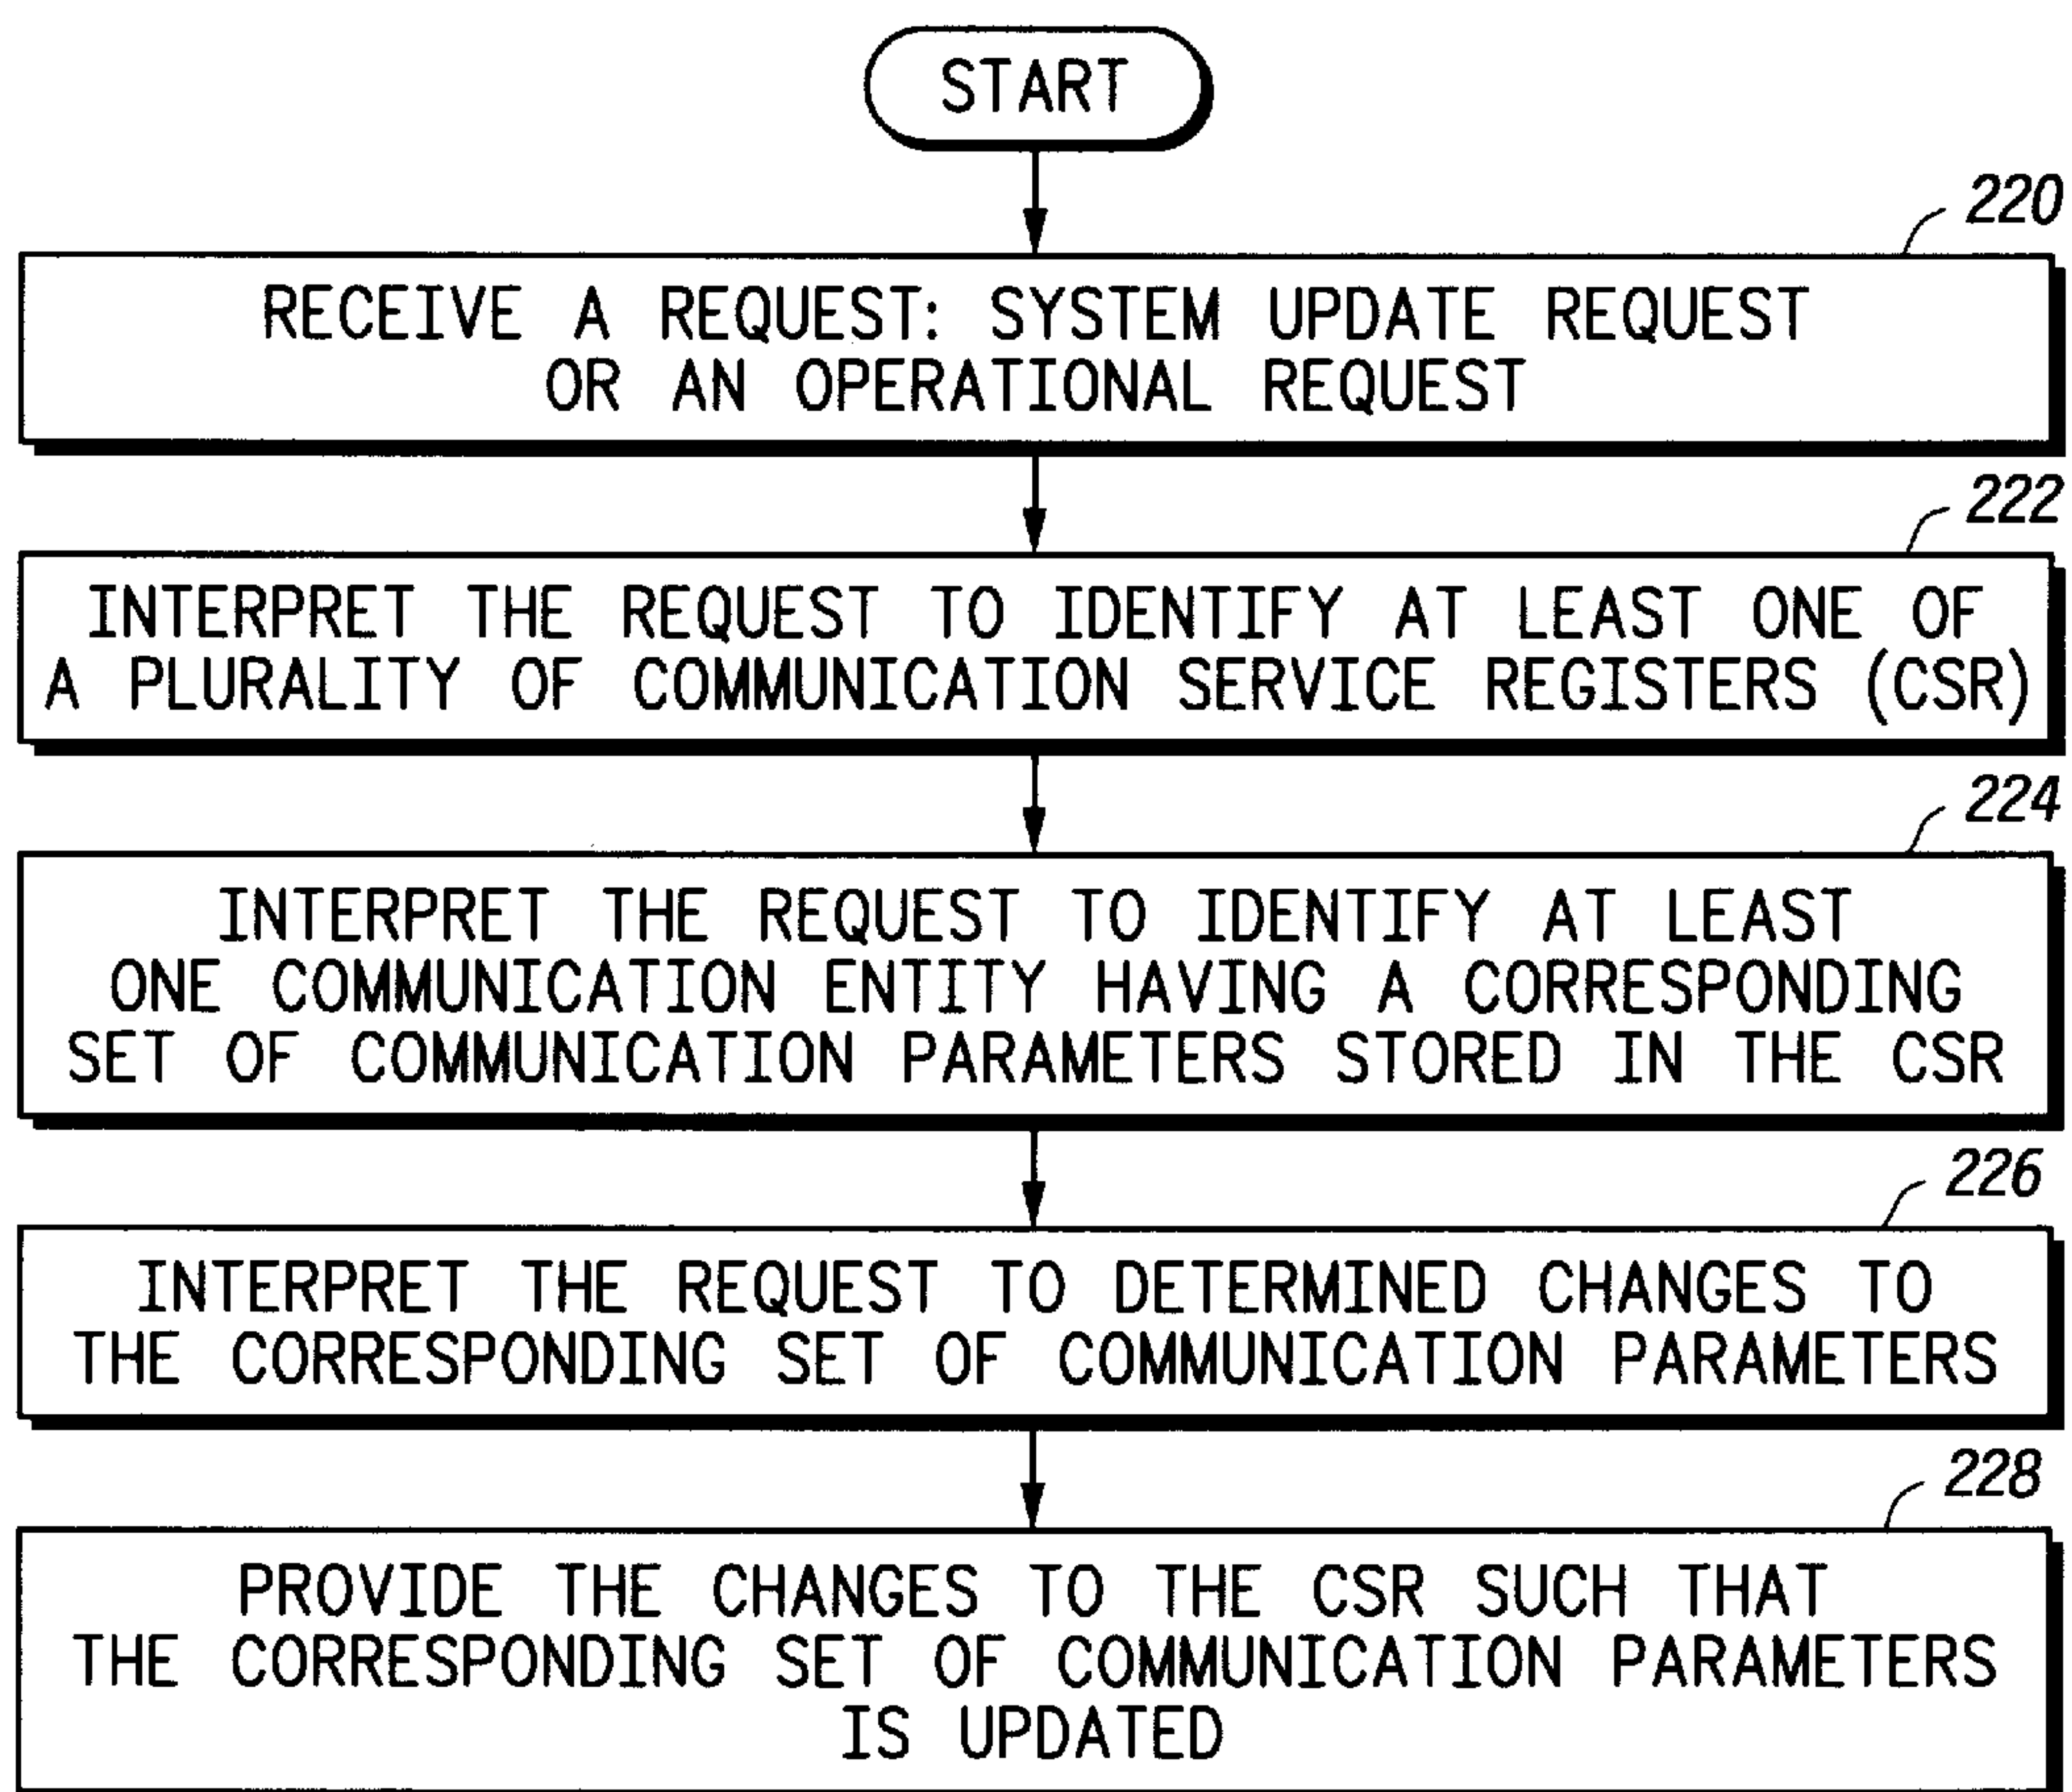 START
220
RECEIVE A REQUEST: SYSTEM UPDATE REQUEST
OR AN OPERATIONAL REQUEST
222
INTERPRET THE REQUEST TO IDENTIFY AT LEAST ONE OF
A PLURALITY OF COMMUNICATION SERVICE REGISTERS (CSR)
224
INTERPRET THE REQUEST TO IDENTIFY AT LEAST
ONE COMMUNICATION ENTITY HAVING A CORRESPONDING
SET OF COMMUNICATION PARAMETERS STORED IN THE CSR
226
INTERPRET THE REQUEST TO DETERMINED CHANGES TO
THE CORRESPONDING SET OF COMMUNICATION PARAMETERS
228
PROVIDE THE CHANGES TO THE CSR SUCH THAT
THE CORRESPONDING SET OF COMMUNICATION PARAMETERS
IS UPDATED